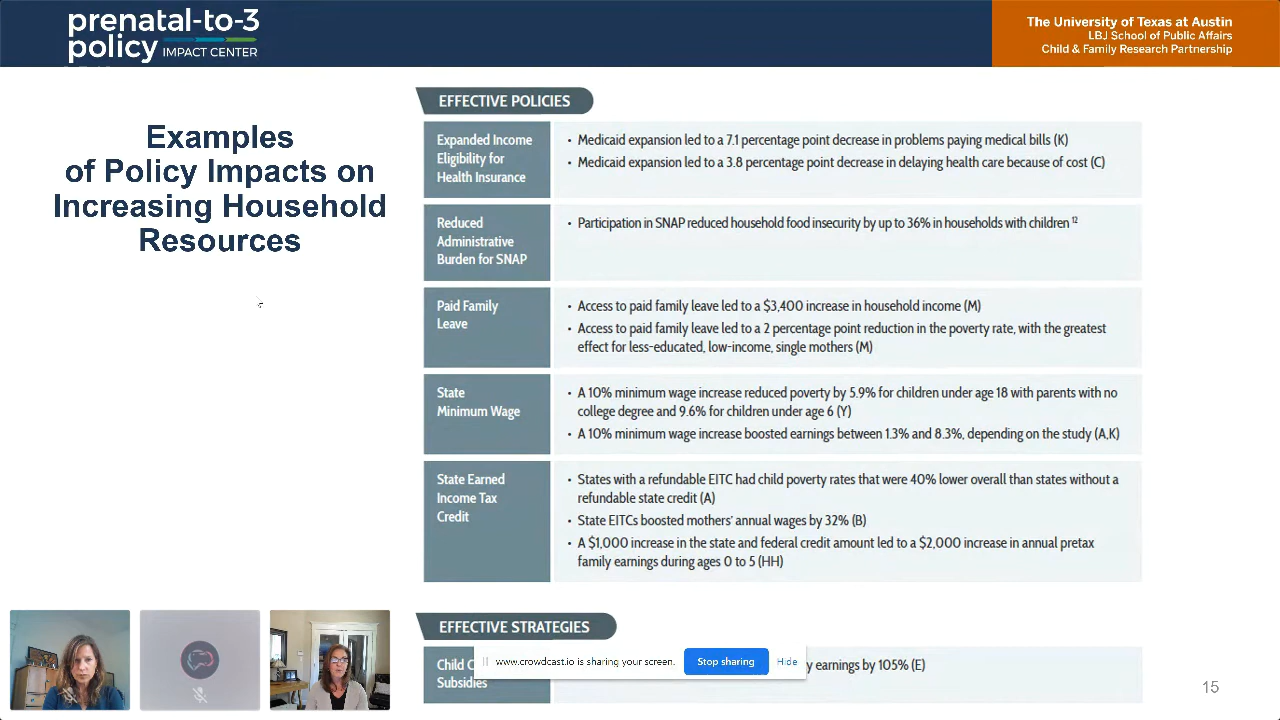 prenatal-to-3
policy IMPACT CENTER
The University of Texas at Austin
LBJ School of Public Affairs
Child & Family Research Partnership
Examples
of Policy Impacts on
Increasing Household
Resources
EFFECTIVE POLICIES
Expanded Income
Eligibility for
Health Insurance
• Medicaid expansion led to a 7.1 percentage point decrease in problems paying medical bills (K)
• Medicaid expansion led to a 3.8 percentage point decrease in delaying health care because of cost (C)
Reduced
Administrative
Burden for SNAP
• Participation in SNAP reduced household food insecurity by up to 36% in households with children 12
Paid Family
Leave
• Access to paid family leave led to a $3,400 increase in household income (M)
• Access to paid family leave led to a 2 percentage point reduction in the poverty rate, with the greatest
effect for less-educated, low-income, single mothers (M)
State
Minimum Wage
• A 10% minimum wage increase reduced poverty by 5.9% for children under age 18 with parents with no
college degree and 9.6% for children under age 6 (Y)
• A 10% minimum wage increase boosted earnings between 1.3% and 8.3%, depending on the study (A,K)
State Earned
Income Tax
Credit
• States with a refundable EITC had child poverty rates that were 40% lower overall than states without a
refundable state credit (A)
• State EITCs boosted mothers' annual wages by 32% (B)
• A $1,000 increase in the state and federal credit amount led to a $2,000 increase in annual pretax
family earnings during ages 0 to 5 (HH)
EFFECTIVE STRATEGIES
Child
Subsidies
earnings by 105% (E)
www.crowdcast.io is sharing your screen.
Stop sharing
Hide
15